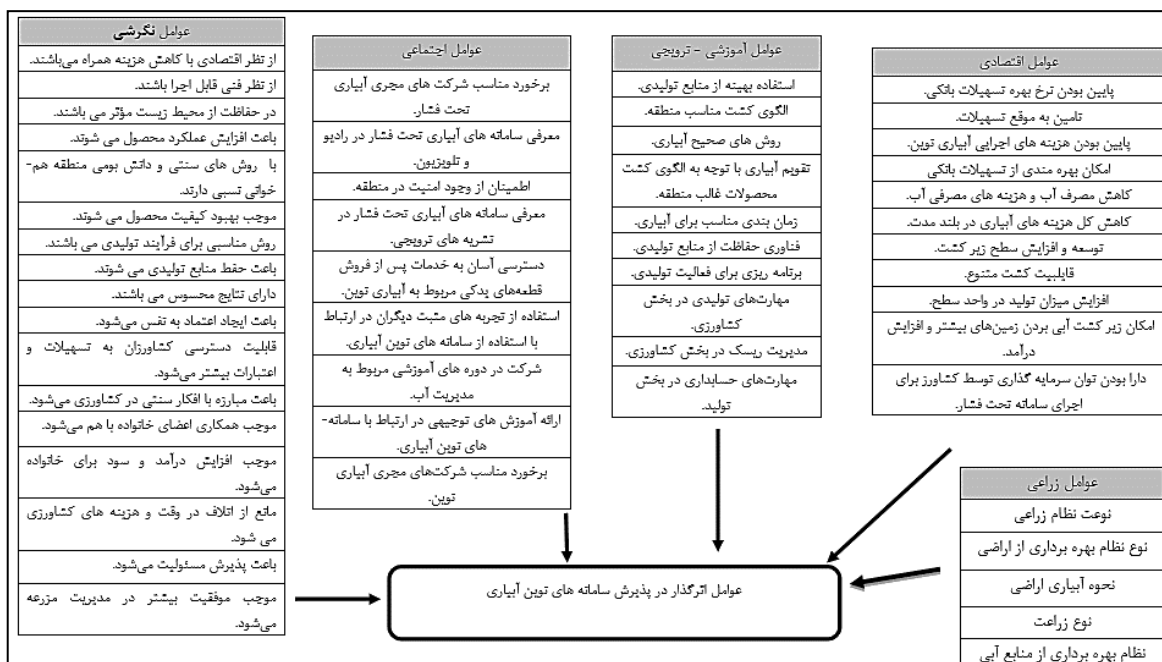 عوامل اقتصادی
پایین بودن نرخ بهره تسهیلات بانکی.
تامین به موقع تسهیلات.
پایین بودن هزینه های اجرایی آبیاری نوین.
امکان بهره مندی از تسهیلات بانکی
کاهش مصرف آب و هزینه های مصرفی آب.
کاهش کل هزینه های آبیاری در بلند مدت.
توسعه و افزایش سطح زیر کشت.
قابلیت کشت متنوع.
افزایش میزان تولید در واحد سطح.
امکان زیر کشت آبی بردن زمین‌های بیشتر و افزایش
درآمد.
دارا بودن توان سرمایه گذاری توسط کشاورز برای
اجرای سامانه تحت فشار.
عوامل آموزشی - ترویجی
استفاده بهینه از منابع تولیدی.
الگوی کشت مناسب منطقه.
روش های صحیح آبیاری.
تقویم آبیاری با توجه به الگوی کشت
محصولات غالب منطقه.
زمان بندی مناسب برای آبیاری.
فناوری حفاظت از منابع تولیدی.
برنامه ریزی برای فعالیت تولیدی.
مهارت‌های تولیدی در بخش
کشاورزی.
مدیریت ریسک در بخش کشاورزی.
مهارت‌های حسابداری در بخش
تولید.
عوامل اجتماعی
برخورد مناسب شرکت های مجری آبیاری
تحت فشار.
معرفی سامانه های آبیاری تحت فشار در رادیو
و تلویزیون.
اطمینان از وجود امنیت در منطقه.
معرفی سامانه های آبیاری تحت فشار در
نشریه های ترویجی.
دسترسی آسان به خدمات پس از فروش
قطعه‌های یدکی مربوط به آبیاری نوین.
استفاده از تجربه های مثبت دیگران در ارتباط
با استفاده از سامانه های نوین آبیاری.
شرکت در دوره های آموزشی مربوط به
مدیریت آب.
ارائه آموزش های توجیهی در ارتباط با سامانه-
های نوین آبیاری.
برخورد مناسب شرکت‌های مجری آبیاری
نوین.
عوامل نگرشی
از نظر اقتصادی با کاهش هزینه همراه می‌باشند.
از نظر فنی قابل اجرا باشند.
در حفاظت از محیط زیست مؤثر می باشند.
باعث افزایش عملکرد محصول می شوند.
با روش های سنتی و دانش بومی منطقه هم-
خوانی نسبی دارند.
موجب بهبود کیفیت محصول می شوند.
روش مناسبی برای فرآیند تولیدی می باشند.
باعث حفظ منابع تولیدی می شوند.
دارای نتایج محسوس می باشند.
باعث ایجاد اعتماد به نفس می‌شود.
قابلیت دسترسی کشاورزان به تسهیلات و
اعتبارات بیشتر می‌شود.
باعث مبارزه با افکار سنتی در کشاورزی می‌شود.
موجب همکاری اعضای خانواده با هم می‌شود.
موجب افزایش درآمد و سود برای خانواده
می‌شود.
مانع از اتلاف در وقت و هزینه های کشاورزی
می شود.
باعث پذیرش مسئولیت می‌شود.
موجب موفقیت بیشتر در مدیریت مزرعه
می‌شود.
عوامل زراعی
نوعت نظام زراعی
نوع نظام بهره برداری از اراضی
نحوه آبیاری اراضی
نوع زراعت
نظام بهره برداری از منابع آبی
عوامل اثرگذار در پذیرش سامانه های نوین آبیاری